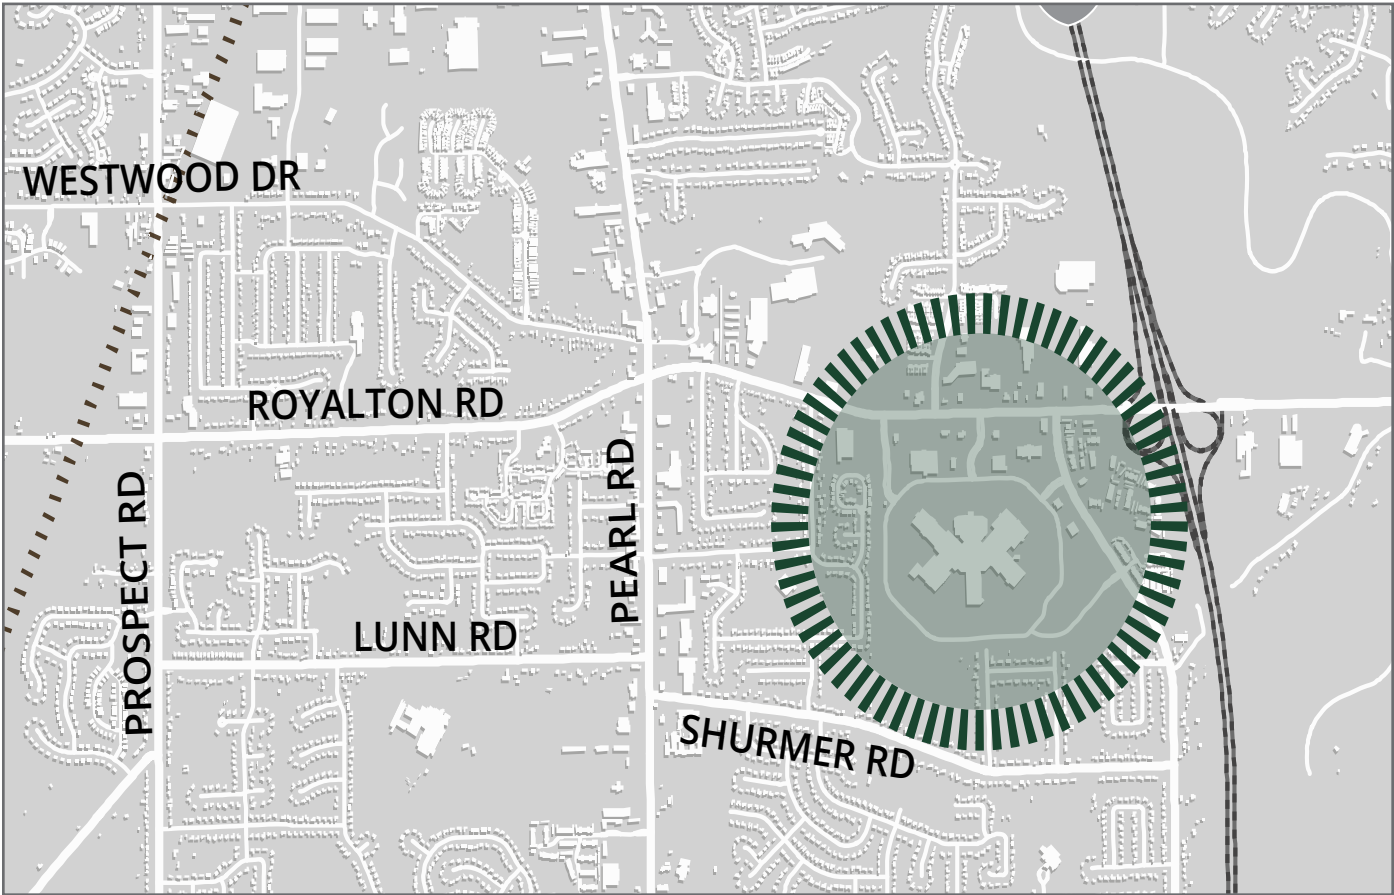 WESTWOOD DR
ROYALTON RD
PROSPECT RD
PEARL RD
LUNN RD
SHURMER RD